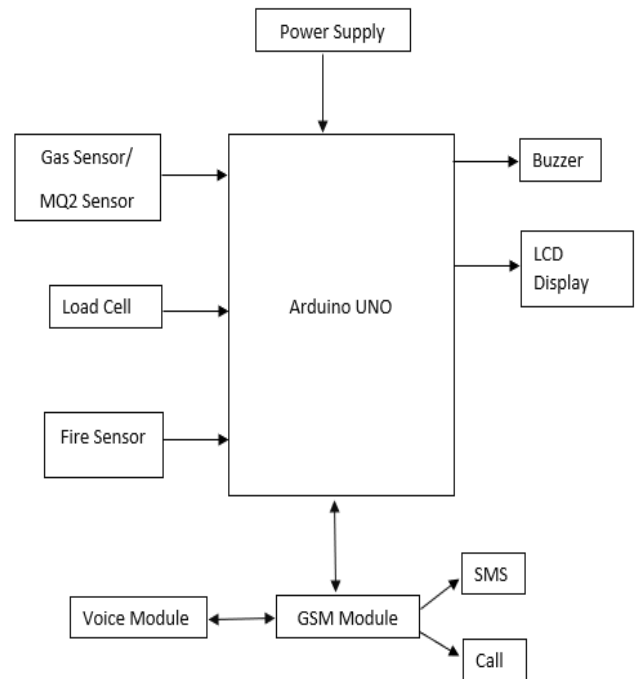 Power Supply
Gas Sensor/
MQ2 Sensor
Buzzer
LCD
Display
Load Cell
Arduino UNO
Fire Sensor
SMS
Voice Module
GSM Module
Call